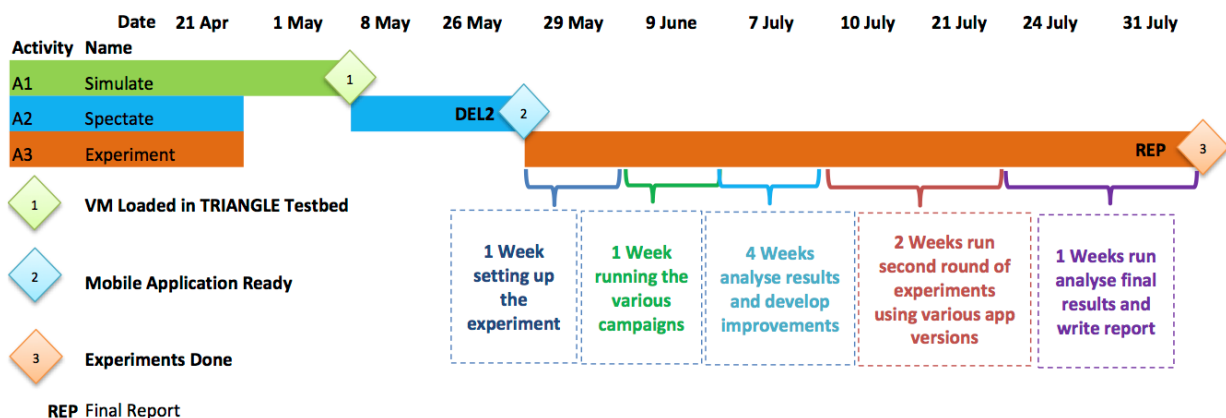 Date 21 Apr 1 May 8 May 26 May 29 May 9 June 7 July 10 July 21 July 24 July 31 July
Activity Name
A1 Simulate 1
A2 Spectate DEL2 2
A3 Experiment REP 3
1 VM Loaded in TRIANGLE Testbed
2 Mobile Application Ready
3 Experiments Done
REP Final Report
1 Week
setting up
the
experiment
1 Week
running the
various
campaigns
4 Weeks
analyse results
and develop
improvements
2 Weeks run
second round of
experiments
using various app
versions
1 Weeks run
analyse final
results and
write report